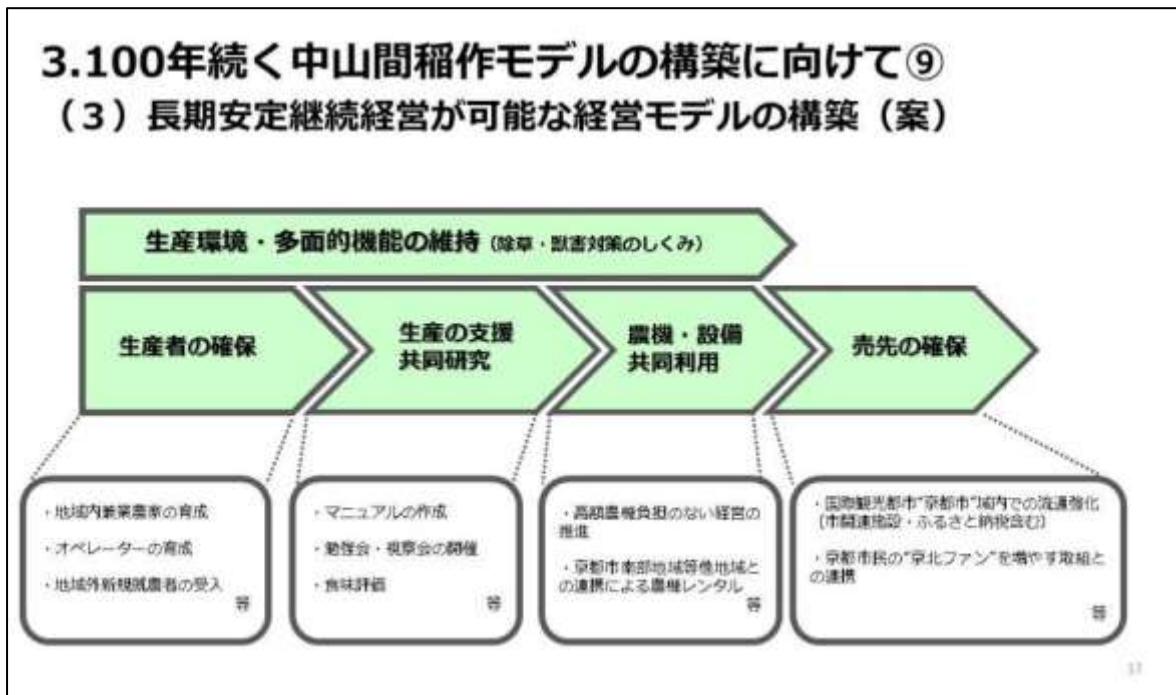 3.100年続く中山間稲作モデルの構築に向けて⑨
（３）長期安定継続経営が可能な経営モデルの構築（案）
生産環境・多面的機能の維持（除草・獣害対策のしくみ）
生産者の確保
生産の支援
共同研究
農機・設備
共同利用
売先の確保
・地域内兼業農家の育成
・オペレーターの育成
・地域外新規就農者の受入
等
・マニュアルの作成
・勉強会・視察会の開催
・食味評価
等
・高額農機負担のない経営の
推進
・京都市南部地域等他地域と
の連携による農機レンタル
等
・国際観光都市“京都市”域内での流通強化
（市関連施設・ふるさと納税含む）
・京都市民の“京北ファン”を増やす取組と
の連携
等
17